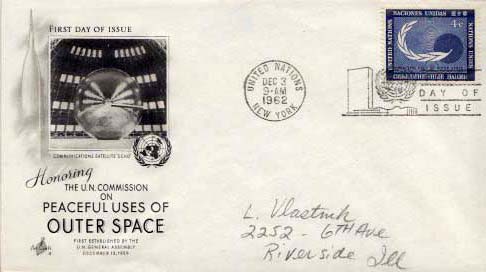 FIRST DAY OF ISSUE
COMMUNICATIONS SATELLITE "ECHO"
Honoring
THE U.N. COMMISSION
ON
PEACEFUL USES OF
OUTER SPACE
FIRST ESTABLISHED BY THE
U.N. GENERAL ASSEMBLY
DECEMBER 13, 1958
UNITED NATIONS
DEC 3
9-AM
1962
NEW YORK
NACIONES UNIDAS
4c
UNITED NATIONS
NATIONS UNIES
DAY OF
ISSUE
L. Vlastnik
2252 - 6TH Ave
Riverside Ill